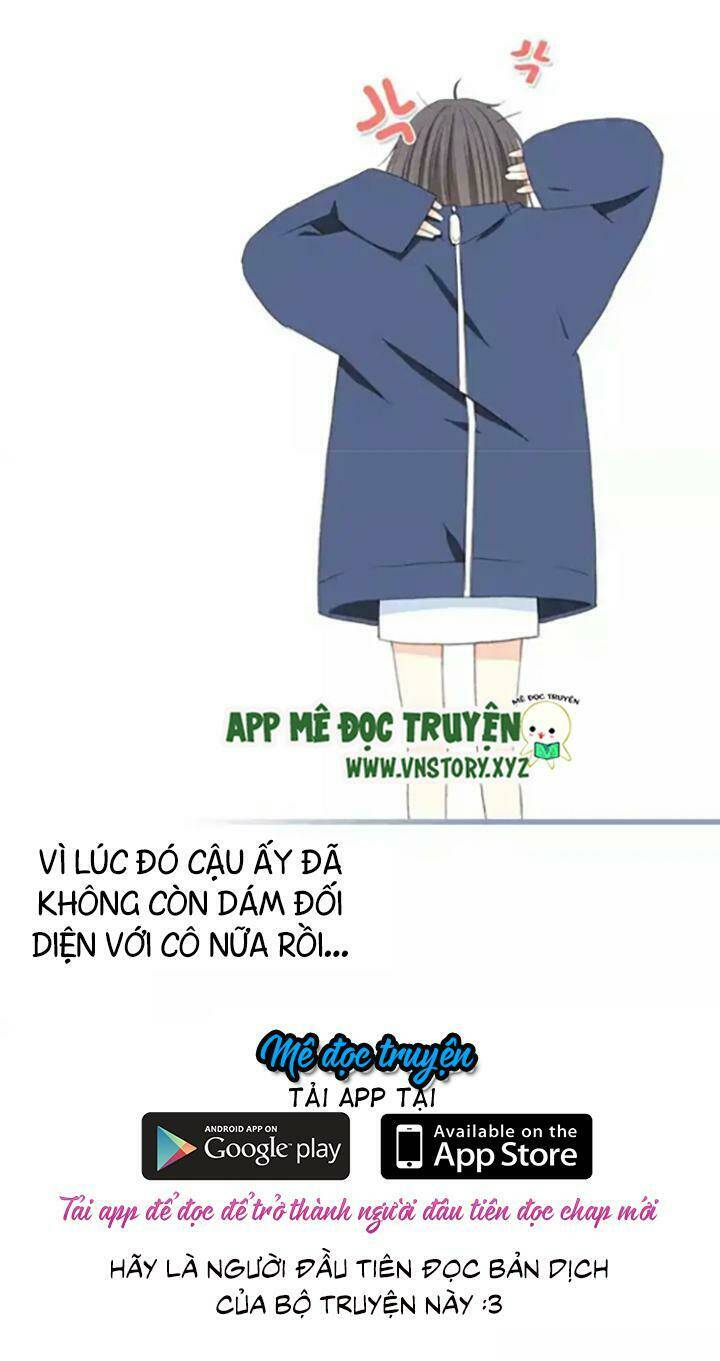 MÊ ĐỌC TRUYỆN
APP MÊ ĐỌC TRUYỆN
WWW.VNSTORY.XYZ
VÌ LÚC ĐÓ CẬU ẤY ĐÃ
KHÔNG CÒN DÁM ĐỐI
DIỆN VỚI CÔ NỮA RỒI...
Mê đọc truyện
TẢI APP TẠI
ANDROID APP ON
Google play
Available on the
App Store
Tải app để đọc để trở thành người đầu tiên đọc chap mới
HÃY LÀ NGƯỜI ĐẦU TIÊN ĐỌC BẢN DỊCH
CỦA BỘ TRUYỆN NÀY :3